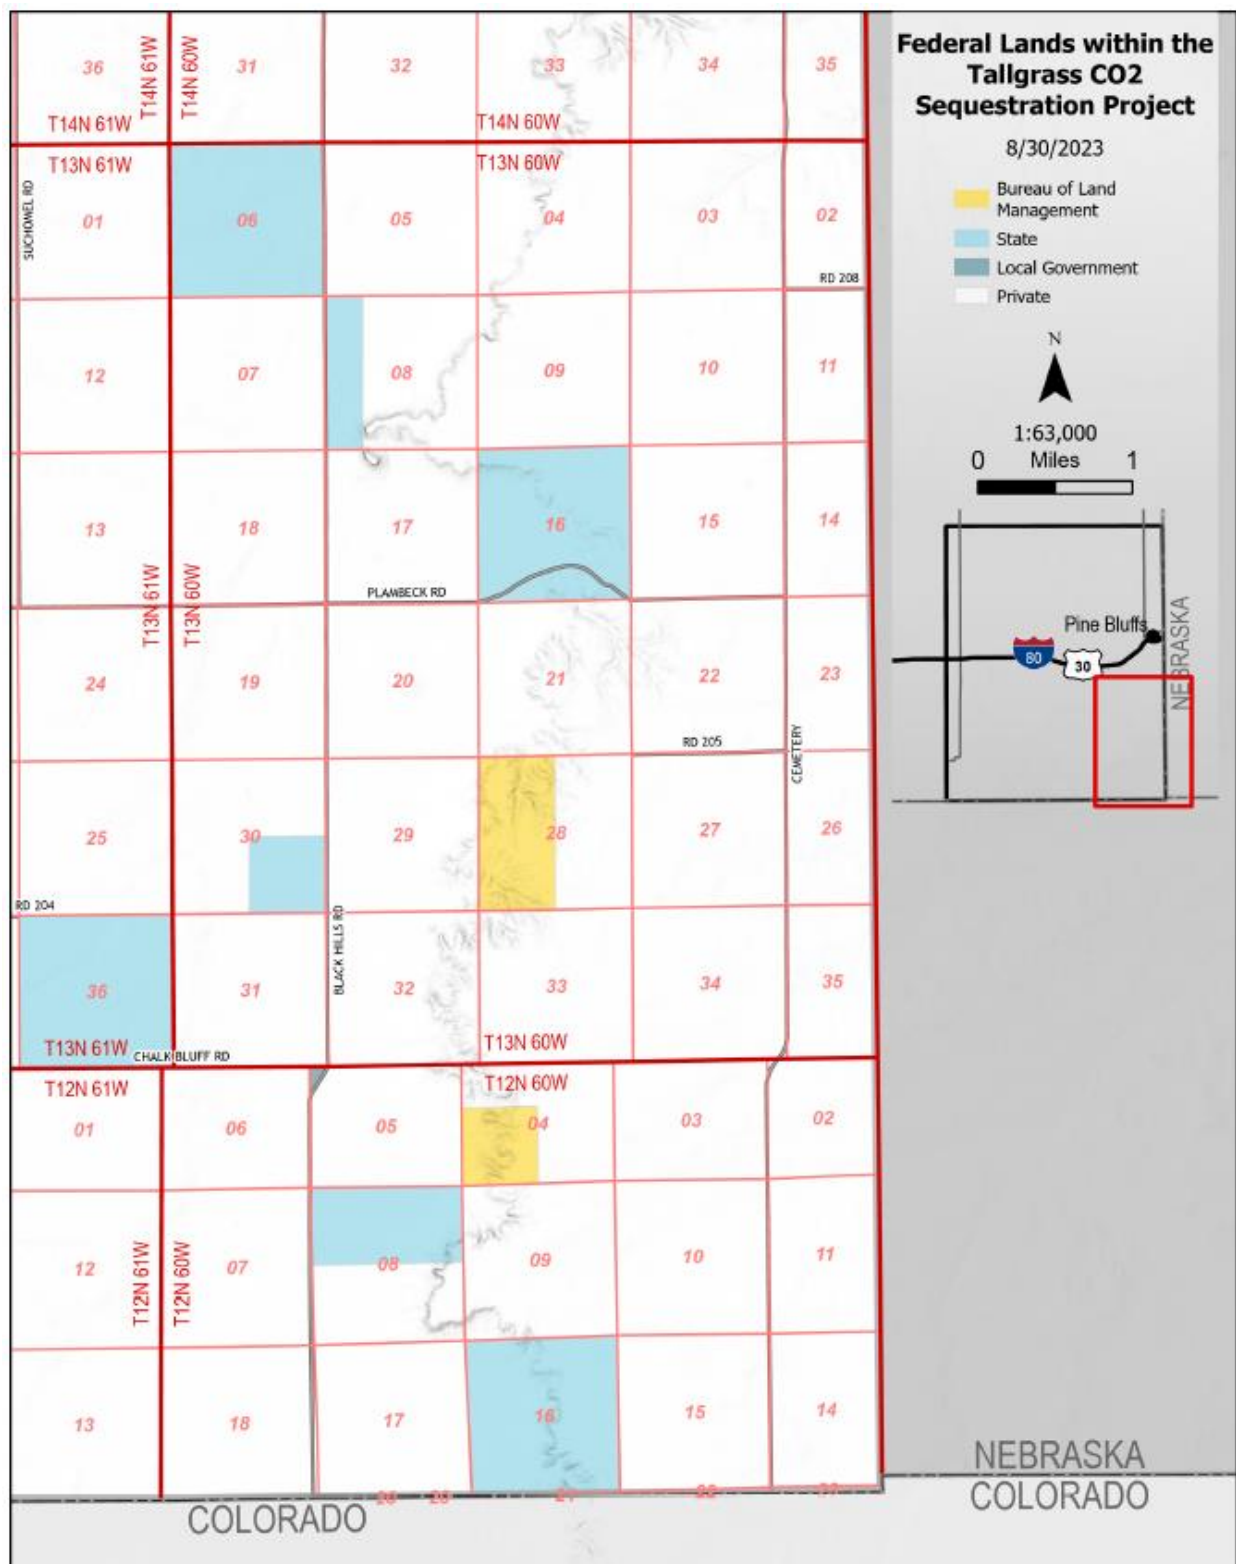 Federal Lands within the
Tallgrass CO2
Sequestration Project
8/30/2023
Bureau of Land
Management
State
Local Government
Private
N
1:63,000
0 Miles 1
Pine Bluffs
80
30
NEBRASKA
36 T14N 61W T14N 60W 31 32 33 34 35
T14N 61W T14N 60W
T13N 61W T13N 60W
SUCHOMEL RD
01 06 05 04 03 02
RD 208
12 07 08 09 10 11
13 18 17 16 15 14
T13N 61W T13N 60W
PLAMBECK RD
24 19 20 21 22 23
RD 205
CEMETERY
25 30 29 28 27 26
RD 204
BLACK HILLS RD
36 31 32 33 34 35
T13N 61W CHALK BLUFF RD T13N 60W
T12N 61W T12N 60W
01 06 05 04 03 02
12 T12N 61W T12N 60W 07 08 09 10 11
13 18 17 16 15 14
NEBRASKA
COLORADO
COLORADO